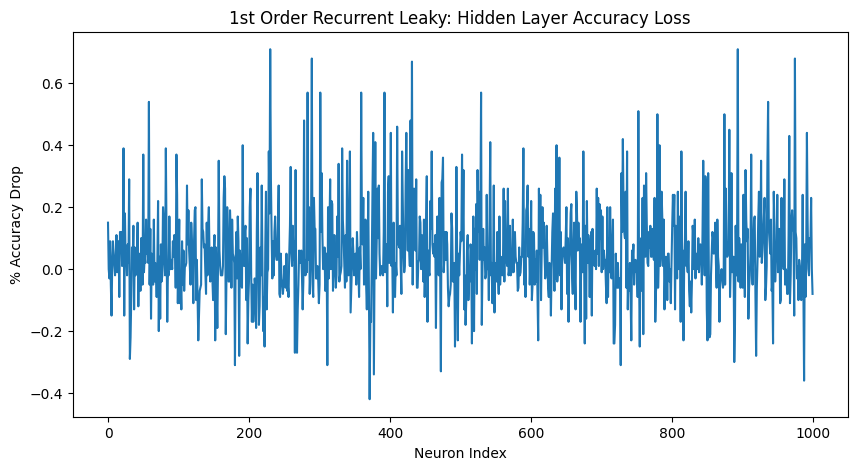 1st Order Recurrent Leaky: Hidden Layer Accuracy Loss
% Accuracy Drop
0.6
0.4
0.2
0.0
−0.2
−0.4
0 200 400 600 800 1000
Neuron Index